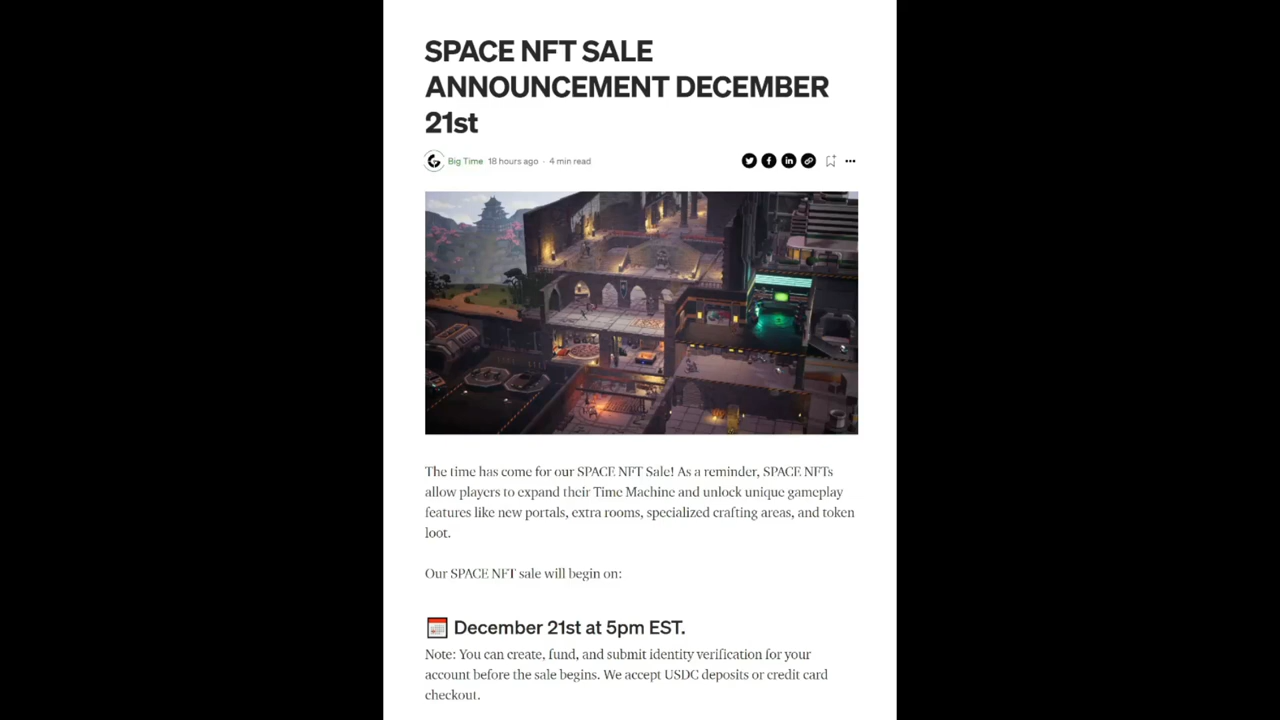 SPACE NFT SALE
ANNOUNCEMENT DECEMBER
21st
Big Time 18 hours ago · 4 min read
The time has come for our SPACE NFT Sale! As a reminder, SPACE NFTs
allow players to expand their Time Machine and unlock unique gameplay
features like new portals, extra rooms, specialized crafting areas, and token
loot.
Our SPACE NFT sale will begin on:
December 21st at 5pm EST.
Note: You can create, fund, and submit identity verification for your
account before the sale begins. We accept USDC deposits or credit card
checkout.